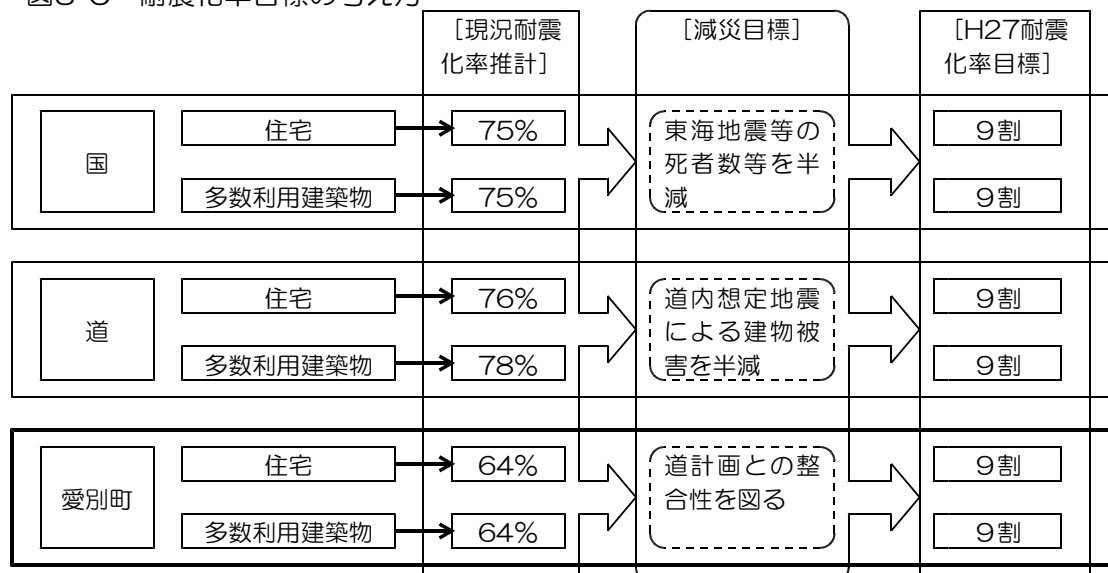 [現況耐震
化率推計]
[減災目標]
[H27耐震
化率目標]
国
住宅
75%
多数利用建築物
75%
東海地震等の
死者数等を半
減
9割
9割
道
住宅
76%
多数利用建築物
78%
道内想定地震
による建物被
害を半減
9割
9割
愛別町
住宅
64%
多数利用建築物
64%
道計画との整
合性を図る
9割
9割